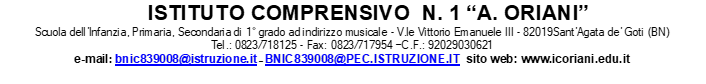 ISTITUTO COMPRENSIVO N. 1 “A. ORIANI”
Scuola dell’Infanzia, Primaria, Secondaria di 1° grado ad indirizzo musicale - V.le Vittorio Emanuele III - 82019Sant’Agata de’ Goti (BN)
Tel.: 0823/718125 - Fax: 0823/717954 –C.F.: 92029030621
e-mail: bnic839008@istruzione.it - BNIC839008@PEC.ISTRUZIONE.IT sito web: www.icoriani.edu.it